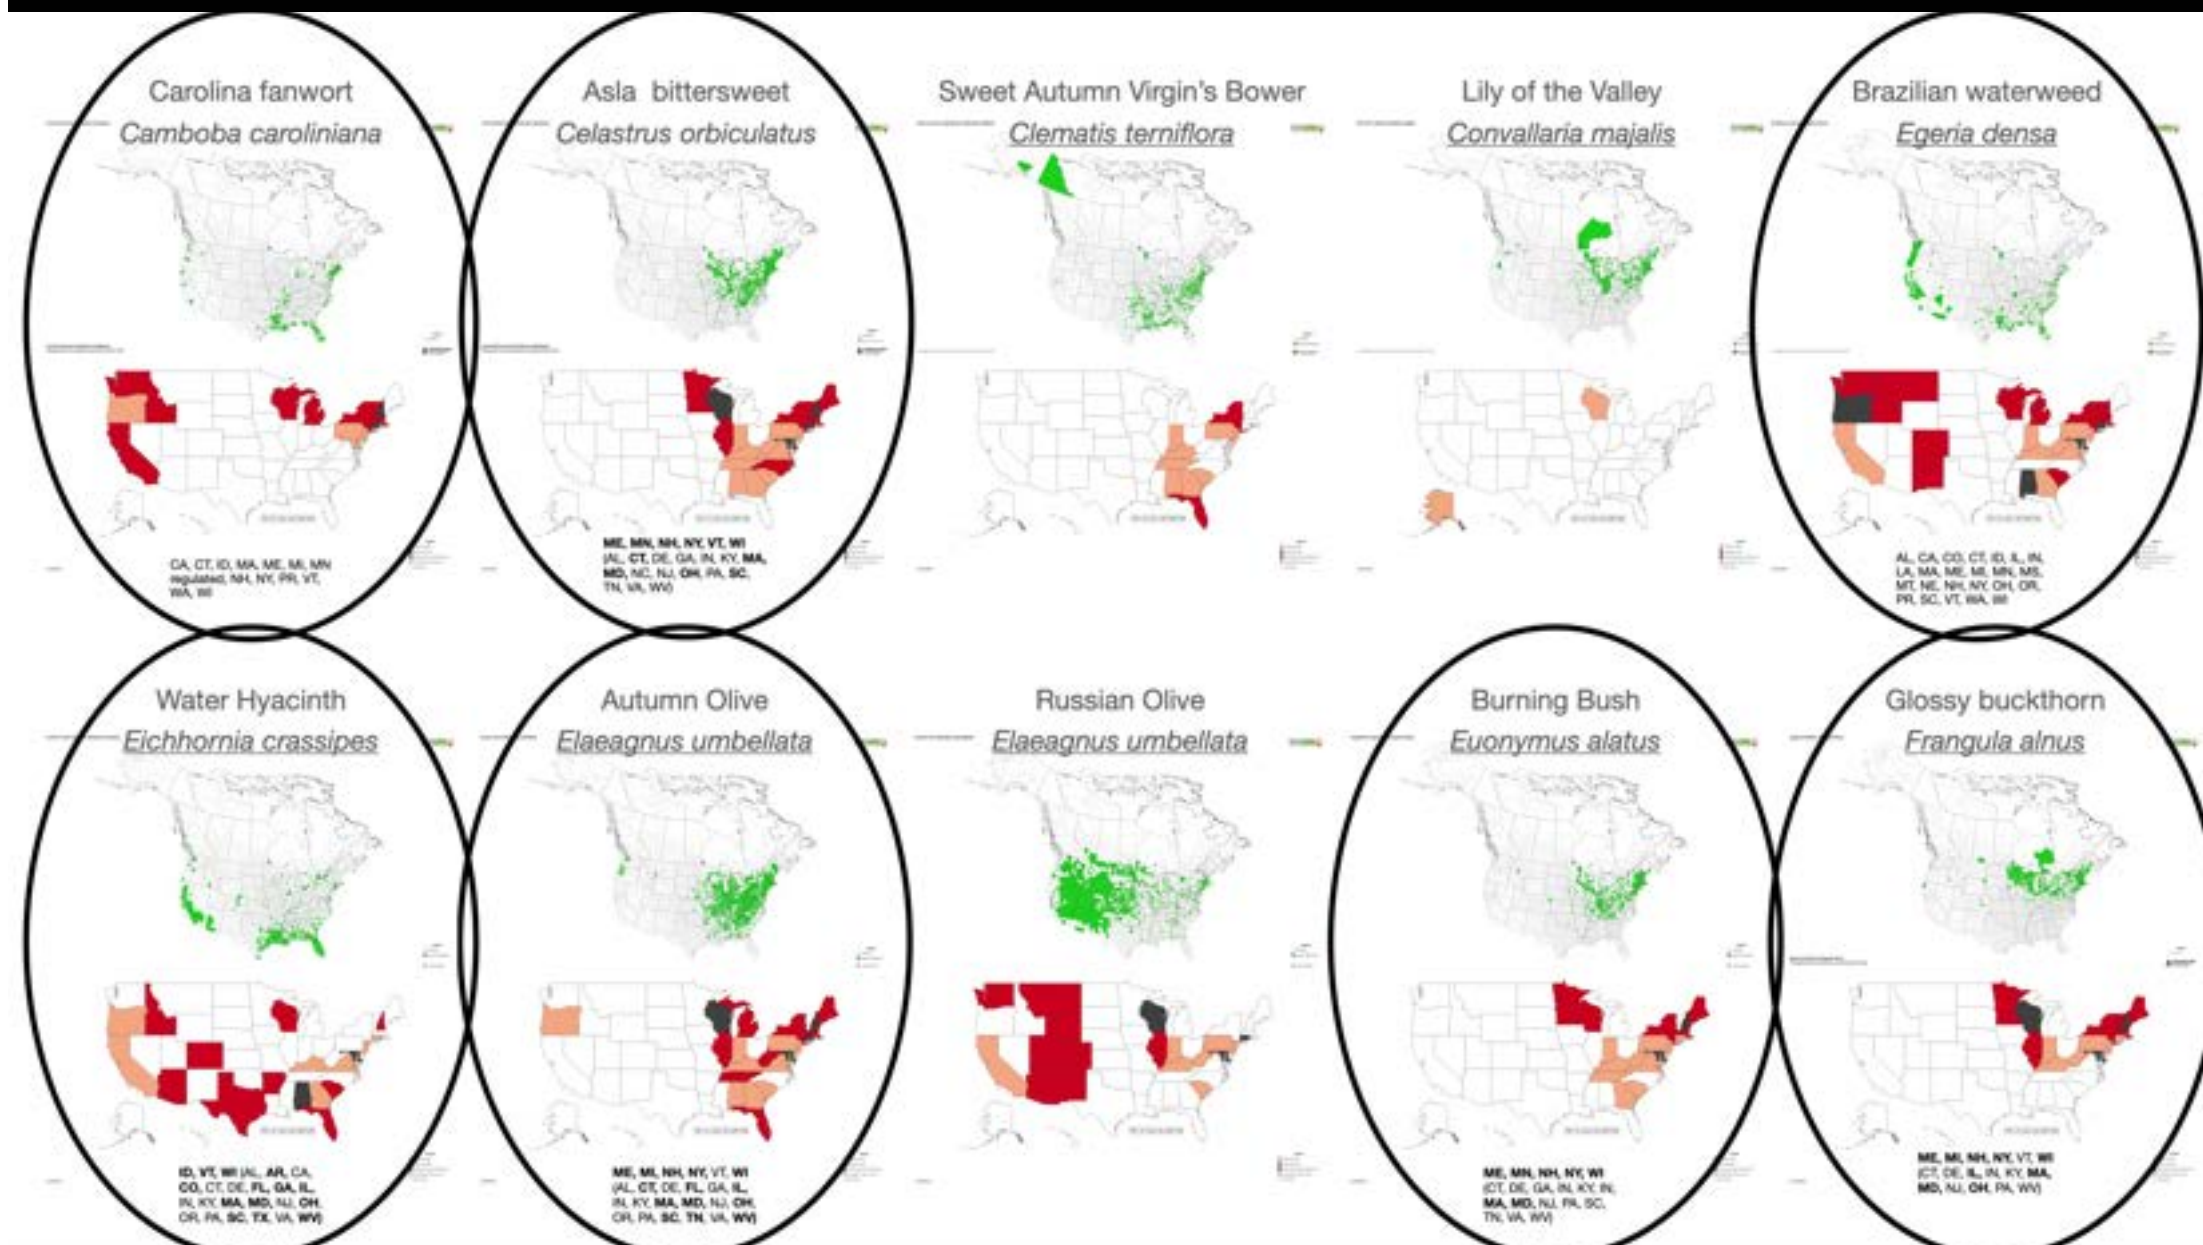 Carolina fanwort
Camboba caroliniana
CA, CT, ID, MA, ME, MI, MN
regulated, NH, NY, PR, VT,
WA, WI
Asla bittersweet
Celastrus orbiculatus
ME, MN, NH, NY, VT, WI
(AL, CT, DE, GA, IN, KY, MA,
MD, NC, NJ, OH, PA, SC,
TN, VA, WV)
Sweet Autumn Virgin's Bower
Clematis terniflora
Lily of the Valley
Convallaria majalis
Brazilian waterweed
Egeria densa
AL, CA, CO, CT, ID, IL, IN,
LA, MA, ME, MI, MN, MS,
MT, NE, NH, NY, OH, OR,
PR, SC, VT, WA, WI
Water Hyacinth
Eichhornia crassipes
ID, VT, WI (AL, AR, CA,
CO, CT, DE, FL, GA, IL,
IN, KY, MA, MD, NJ, OH,
OR, PA, SC, TX, VA, WV)
Autumn Olive
Elaeagnus umbellata
ME, MI, NH, NY, VT, WI
(AL, CT, DE, FL, GA, IL,
IN, KY, MA, MD, NJ, OH,
OR, PA, SC, TN, VA, WV)
Russian Olive
Elaeagnus umbellata
Burning Bush
Euonymus alatus
ME, MN, NH, NY, WI
(CT, DE, GA, IN, KY, IN,
MA, MD, NJ, PA, SC,
TN, VA, WV)
Glossy buckthorn
Frangula alnus
ME, MI, NH, NY, VT, WI
(CT, DE, IL, IN, KY, MA,
MD, NJ, OH, PA, WV)